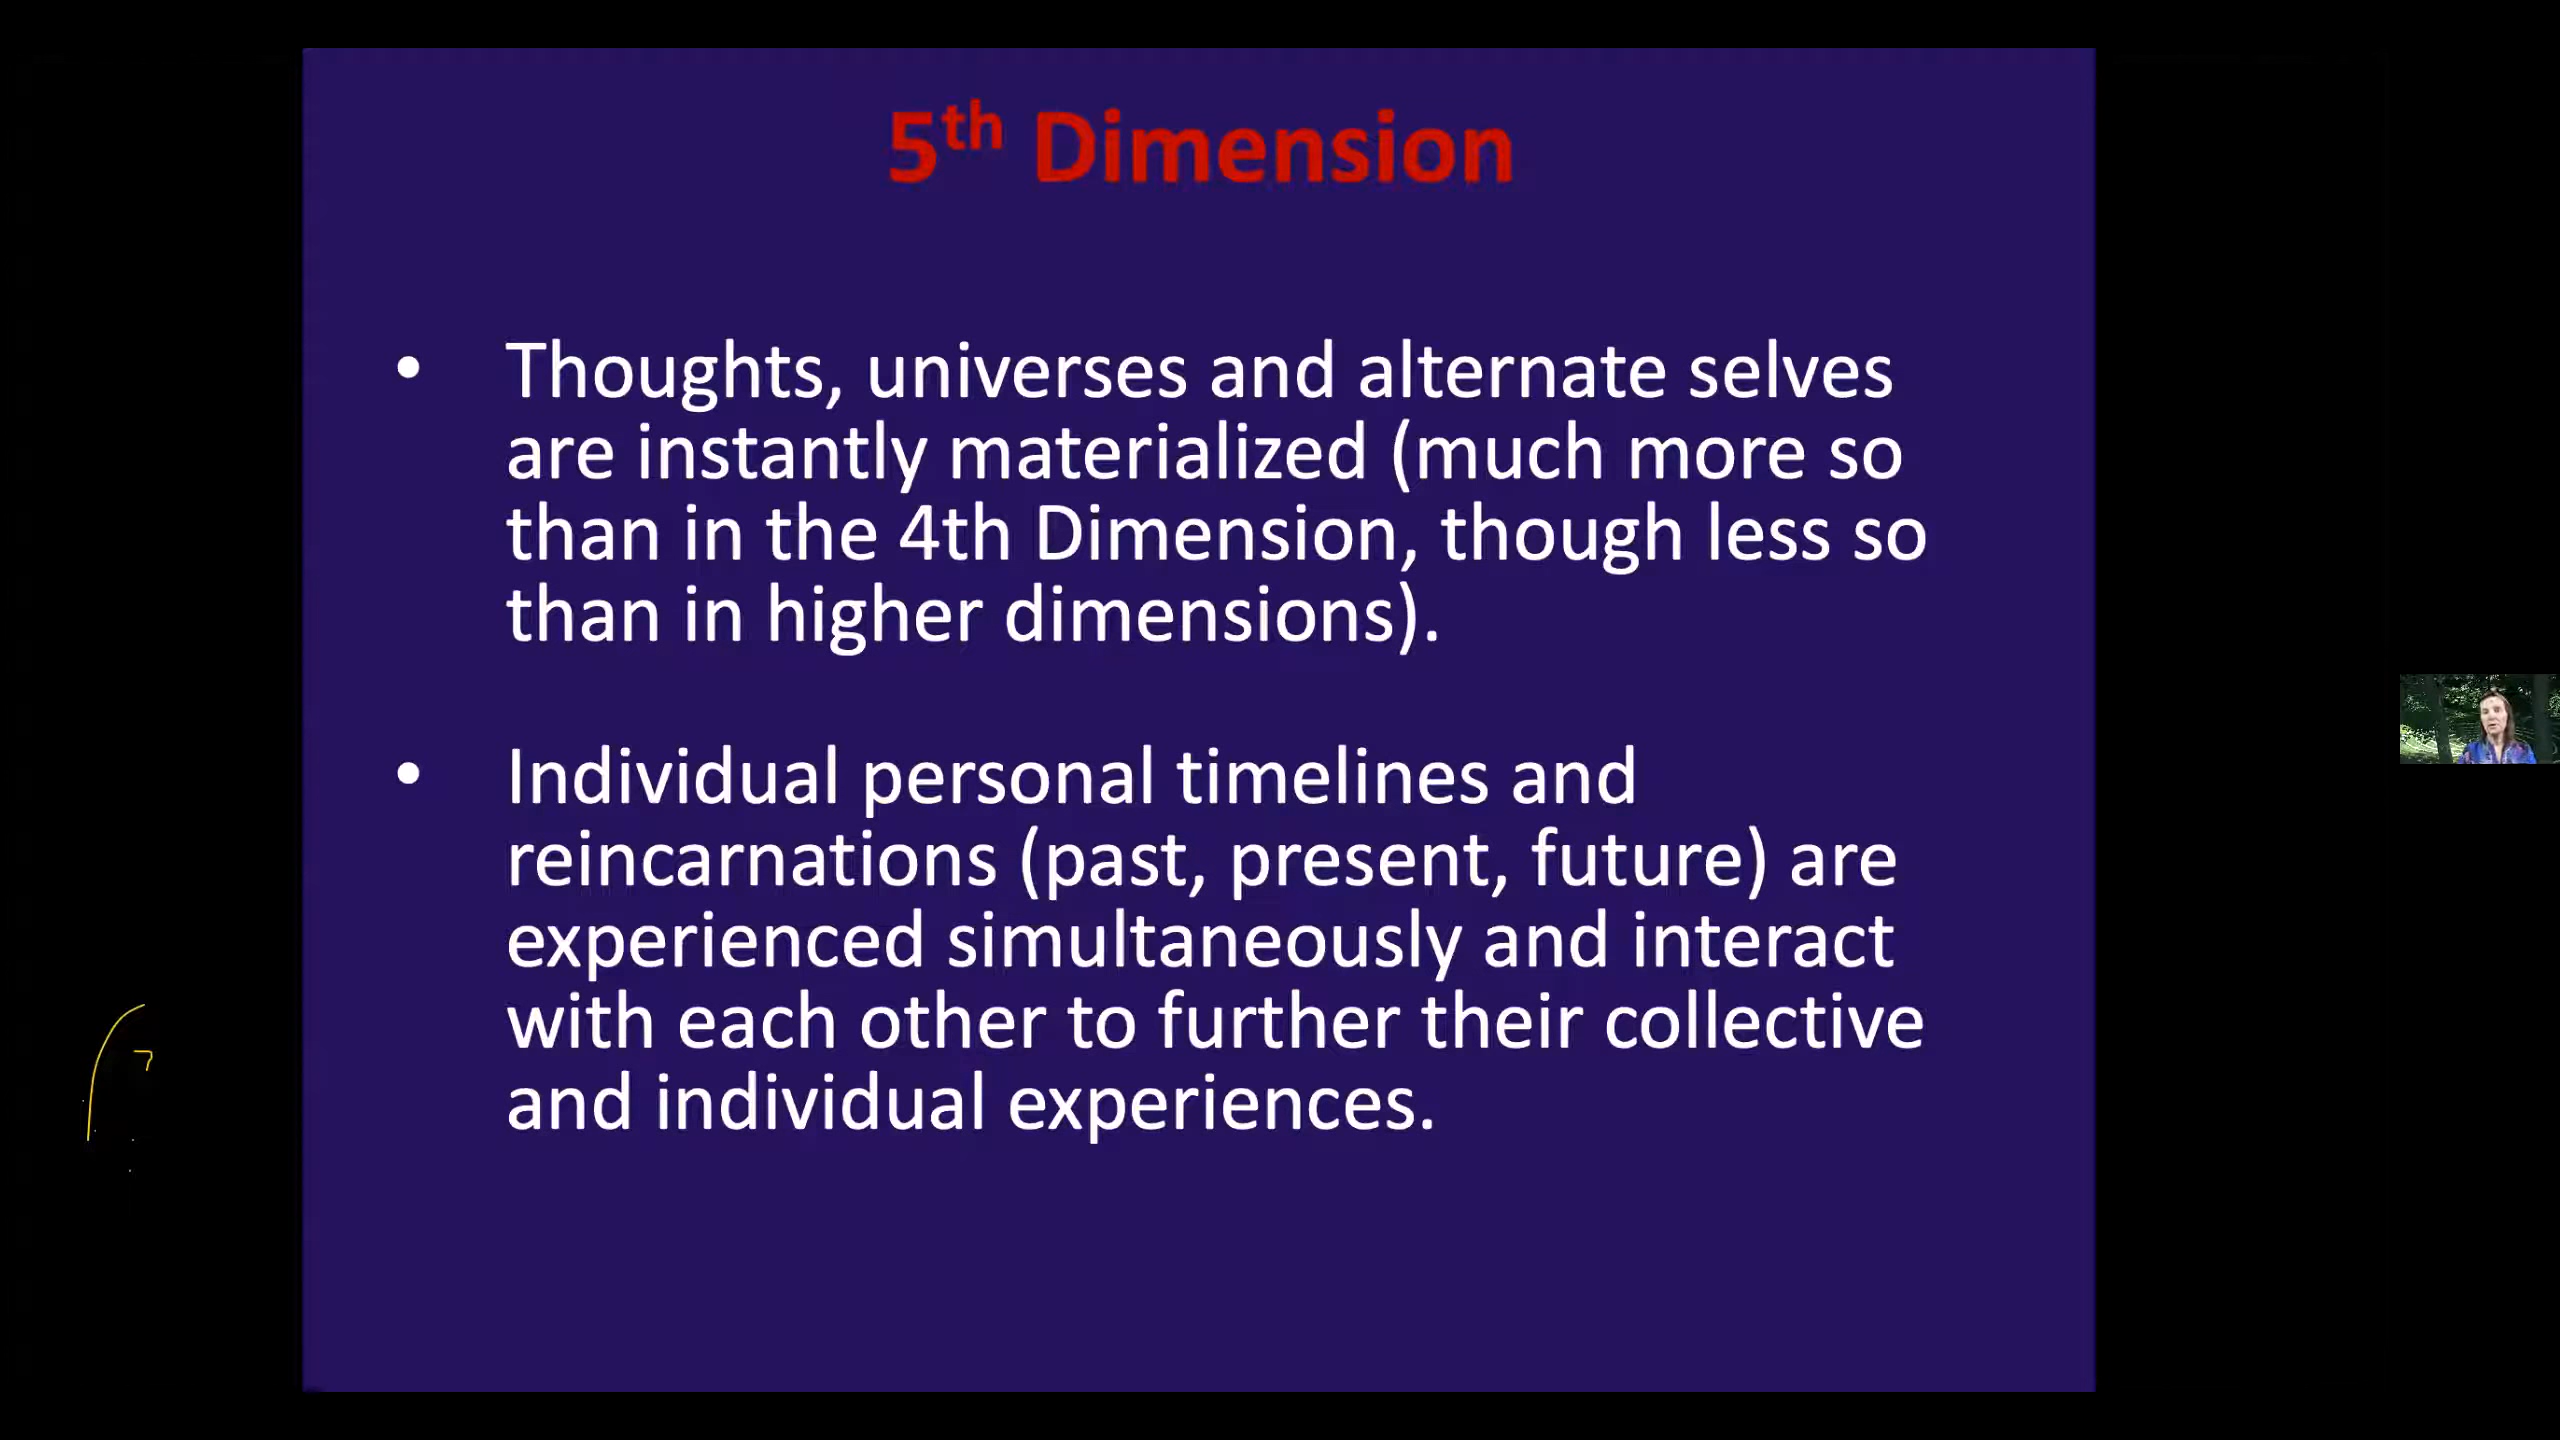 5th Dimension
• Thoughts, universes and alternate selves
are instantly materialized (much more so
than in the 4th Dimension, though less so
than in higher dimensions).
• Individual personal timelines and
reincarnations (past, present, future) are
experienced simultaneously and interact
with each other to further their collective
and individual experiences.